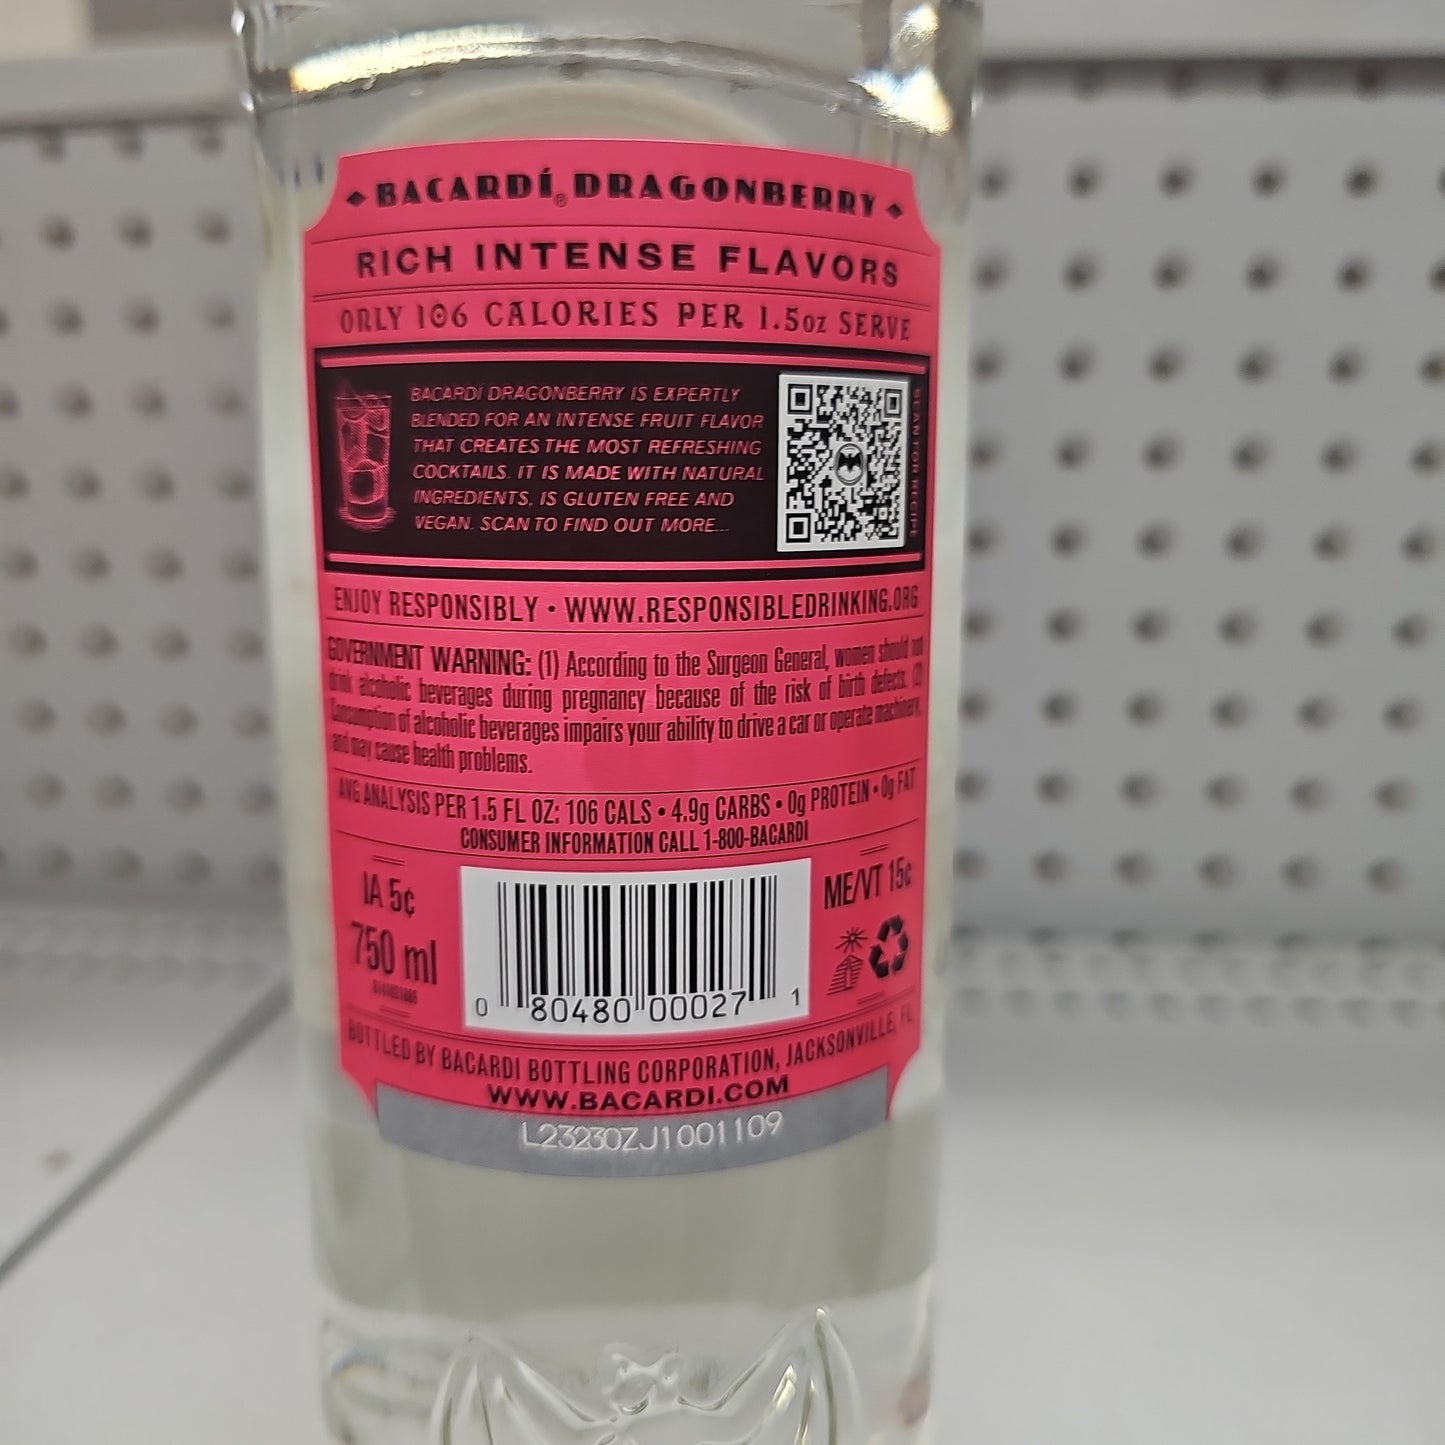 ◆ BACARDÍ® DRAGONBERRY ◆
RICH INTENSE FLAVORS
ONLY 106 CALORIES PER 1.5oz SERVE
BACARDÍ DRAGONBERRY IS EXPERTLY
BLENDED FOR AN INTENSE FRUIT FLAVOR
THAT CREATES THE MOST REFRESHING
COCKTAILS. IT IS MADE WITH NATURAL
INGREDIENTS, IS GLUTEN FREE AND
VEGAN. SCAN TO FIND OUT MORE...
SCAN FOR RECIPE
ENJOY RESPONSIBLY • WWW.RESPONSIBLEDRINKING.ORG
GOVERNMENT WARNING: (1) According to the Surgeon General, women should not
drink alcoholic beverages during pregnancy because of the risk of birth defects. (2)
Consumption of alcoholic beverages impairs your ability to drive a car or operate machinery,
and may cause health problems.
AVG ANALYSIS PER 1.5 FL OZ: 106 CALS • 4.9g CARBS • 0g PROTEIN • 0g FAT
CONSUMER INFORMATION CALL 1-800-BACARDI
IA 5¢
750 ml
ME/VT 15¢
0 80480 00027 1
BOTTLED BY BACARDI BOTTLING CORPORATION, JACKSONVILLE, FL
WWW.BACARDI.COM
L23230ZJ1001109